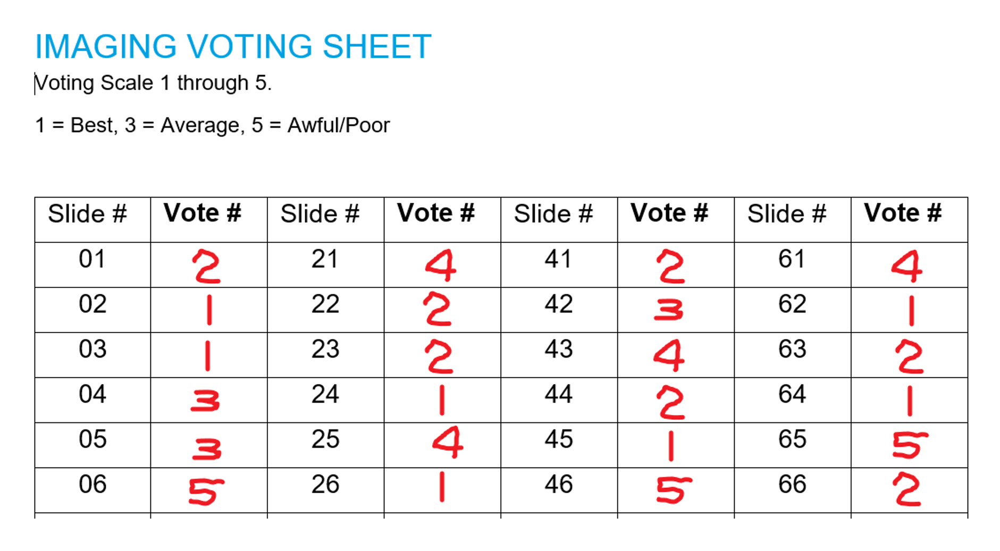 IMAGING VOTING SHEET
Voting Scale 1 through 5.
1 = Best, 3 = Average, 5 = Awful/Poor
Slide # Vote # Slide # Vote # Slide # Vote # Slide # Vote #
01 2 21 4 41 2 61 4
02 1 22 2 42 3 62 1
03 1 23 2 43 4 63 2
04 3 24 1 44 2 64 1
05 3 25 4 45 1 65 5
06 5 26 1 46 5 66 2